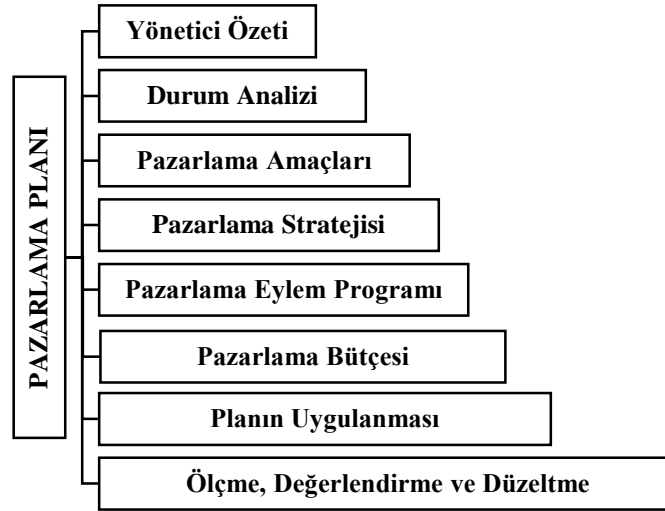 PAZARLAMA PLANI
Yönetici Özeti
Durum Analizi
Pazarlama Amaçları
Pazarlama Stratejisi
Pazarlama Eylem Programı
Pazarlama Bütçesi
Planın Uygulanması
Ölçme, Değerlendirme ve Düzeltme